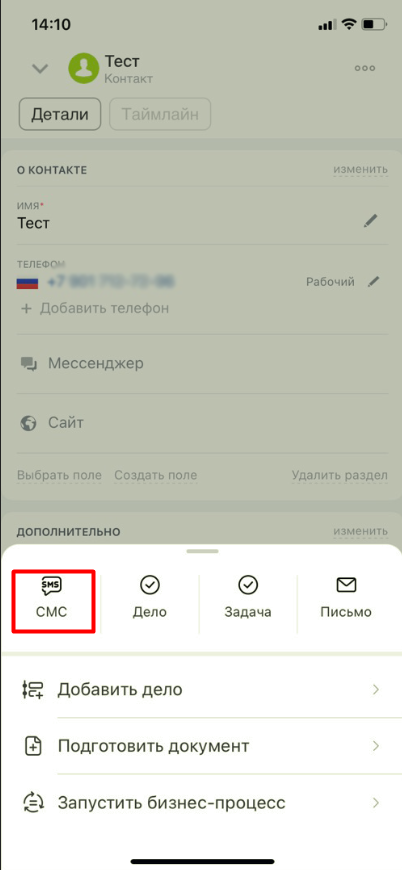 14:10
Тест
Контакт
Детали
Таймлайн
О КОНТАКТЕ
изменить
ИМЯ*
Тест
ТЕЛЕФОН
Рабочий
+ Добавить телефон
Мессенджер
Сайт
Выбрать поле Создать поле Удалить раздел
ДОПОЛНИТЕЛЬНО
изменить
SMS
СМС
Дело
Задача
Письмо
Добавить дело
Подготовить документ
Запустить бизнес-процесс